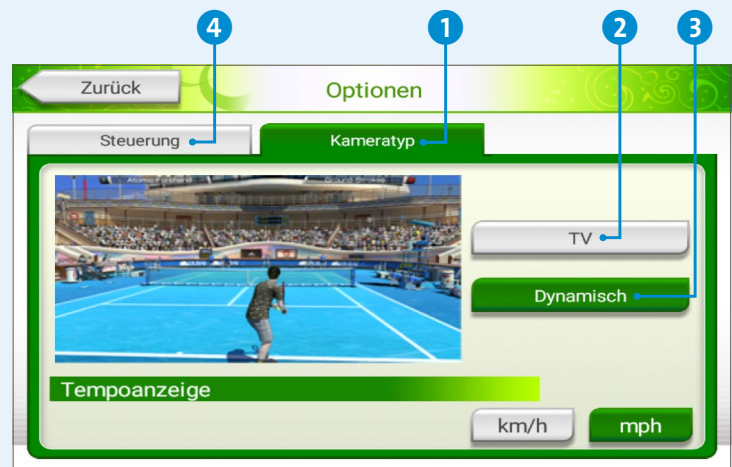 4 1 2 3
Zurück Optionen
Steuerung Kameratyp
TV
Dynamisch
Tempoanzeige
km/h mph